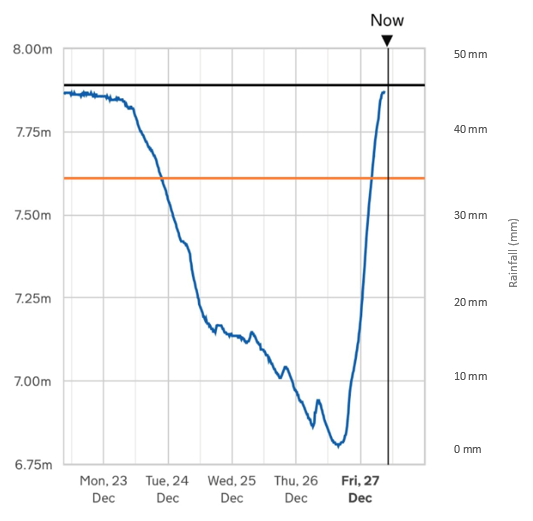 Now
8.00m
7.75m
7.50m
7.25m
7.00m
6.75m
50 mm
40 mm
30 mm
20 mm
10 mm
0 mm
Rainfall (mm)
Mon, 23 Dec
Tue, 24 Dec
Wed, 25 Dec
Thu, 26 Dec
Fri, 27 Dec